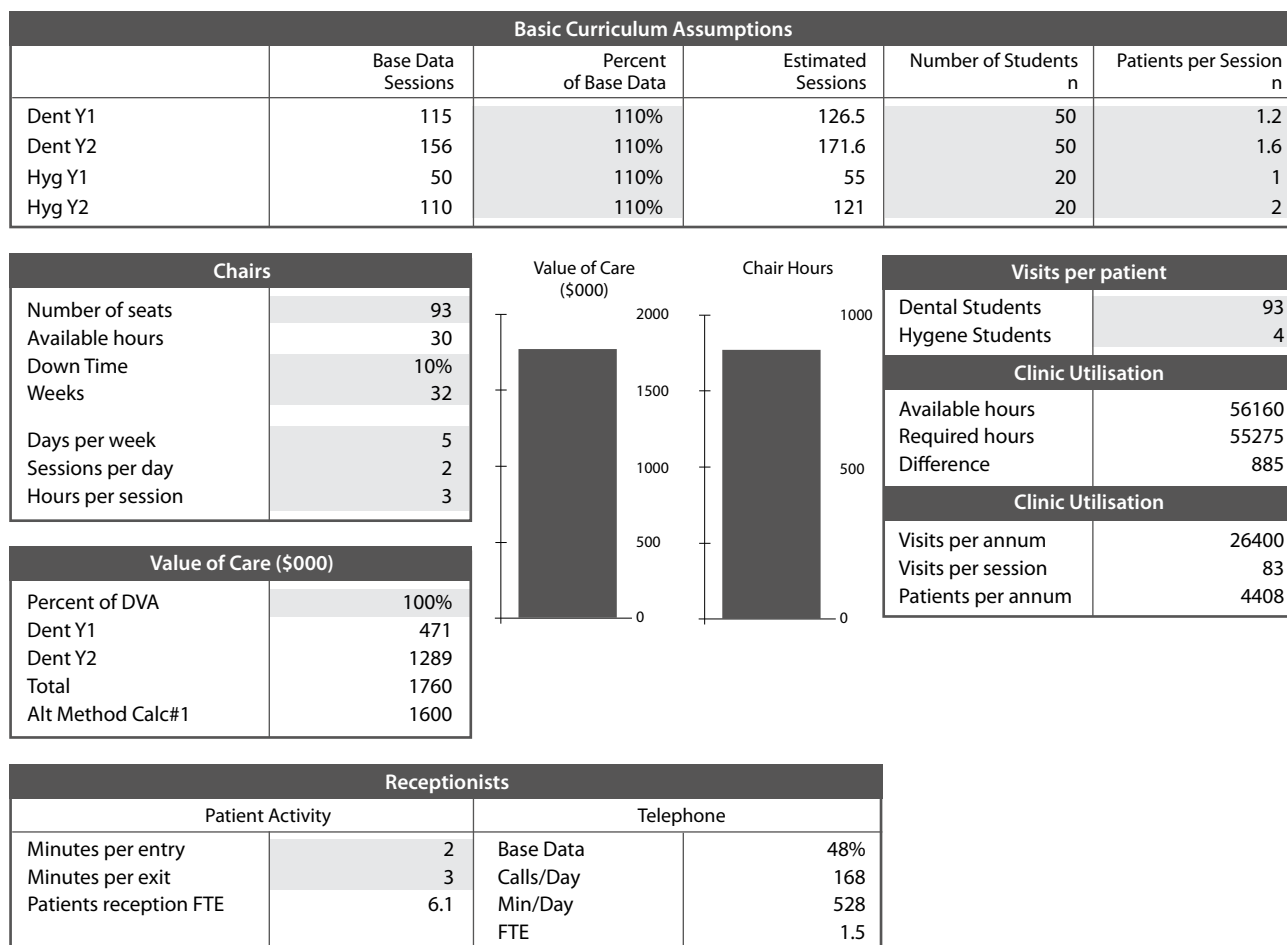 Basic Curriculum Assumptions
Base Data Sessions Percent of Base Data Estimated Sessions Number of Students n Patients per Session n
Dent Y1 115 110% 126.5 50 1.2
Dent Y2 156 110% 171.6 50 1.6
Hyg Y1 50 110% 55 20 1
Hyg Y2 110 110% 121 20 2
Chairs
Number of seats 93
Available hours 30
Down Time 10%
Weeks 32
Days per week 5
Sessions per day 2
Hours per session 3
Value of Care ($000)
Percent of DVA 100%
Dent Y1 471
Dent Y2 1289
Total 1760
Alt Method Calc#1 1600
Value of Care
($000)
2000
1500
1000
500
0
Chair Hours
1000
500
0
Visits per patient
Dental Students 93
Hygene Students 4
Clinic Utilisation
Available hours 56160
Required hours 55275
Difference 885
Clinic Utilisation
Visits per annum 26400
Visits per session 83
Patients per annum 4408
Receptionists
Patient Activity Telephone
Minutes per entry 2 Base Data 48%
Minutes per exit 3 Calls/Day 168
Patients reception FTE 6.1 Min/Day 528
FTE 1.5